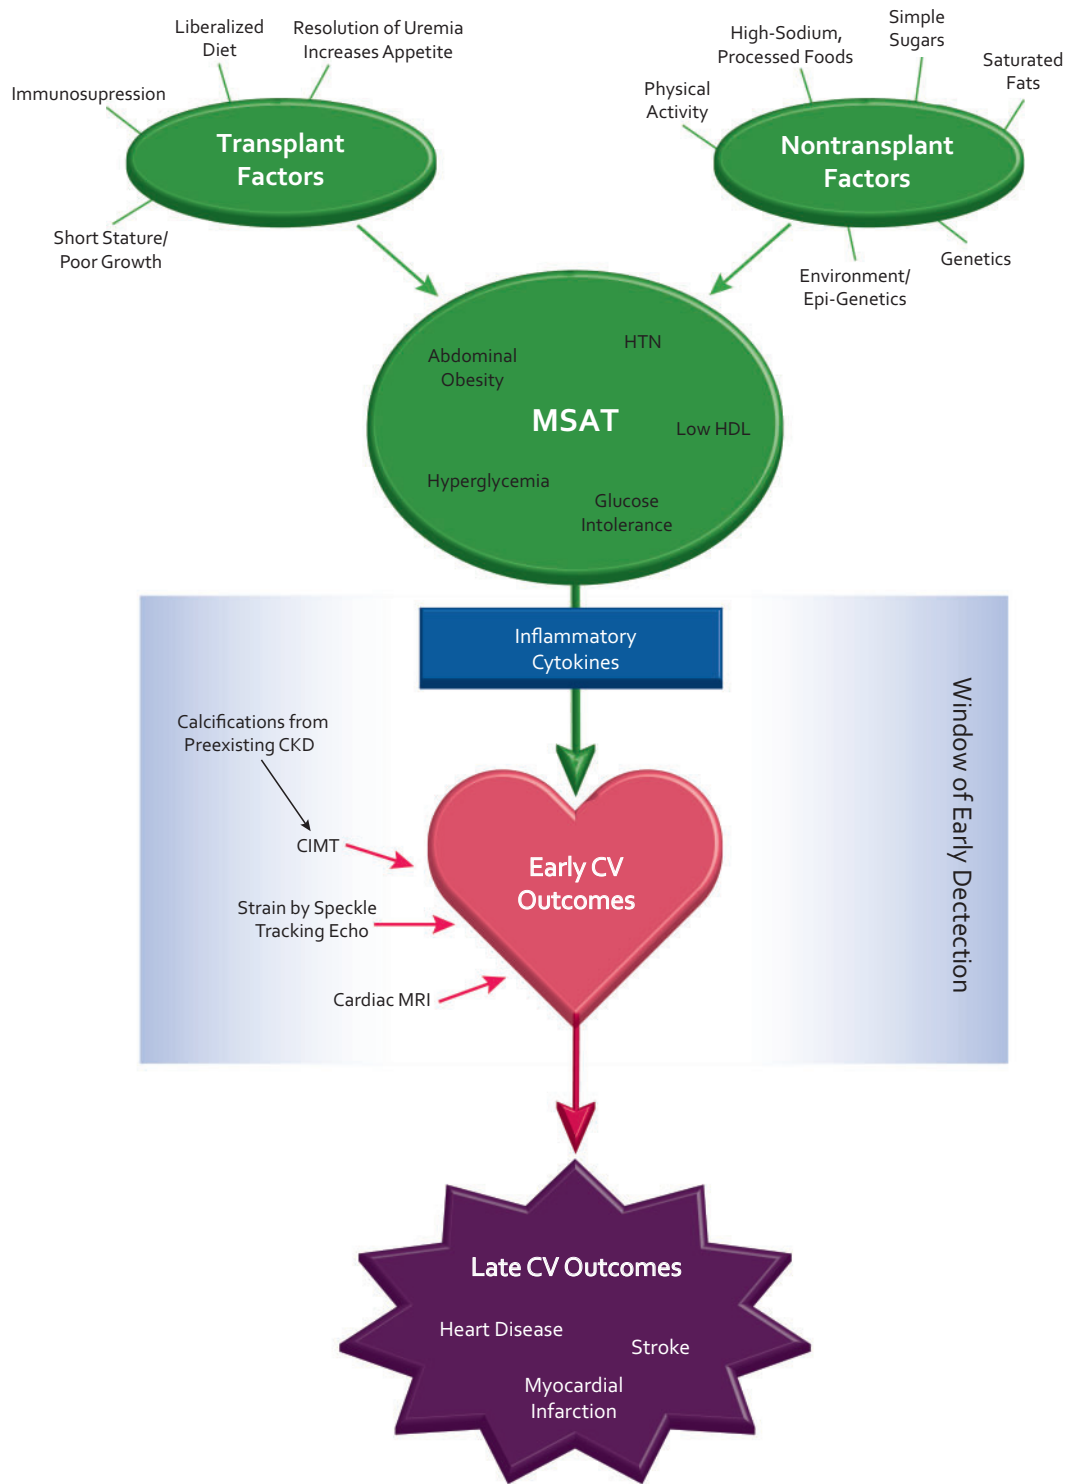 Liberalized
Diet
Resolution of Uremia
Increases Appetite
Immunosupression
Transplant
Factors
Short Stature/
Poor Growth
Simple
Sugars
High-Sodium,
Processed Foods
Saturated
Fats
Physical
Activity
Nontransplant
Factors
Genetics
Environment/
Epi-Genetics
HTN
Abdominal
Obesity
MSAT
Low HDL
Hyperglycemia
Glucose
Intolerance
Inflammatory
Cytokines
Window of Early Dectection
Calcifications from
Preexisting CKD
CIMT
Early CV
Outcomes
Strain by Speckle
Tracking Echo
Cardiac MRI
Late CV Outcomes
Heart Disease
Stroke
Myocardial
Infarction